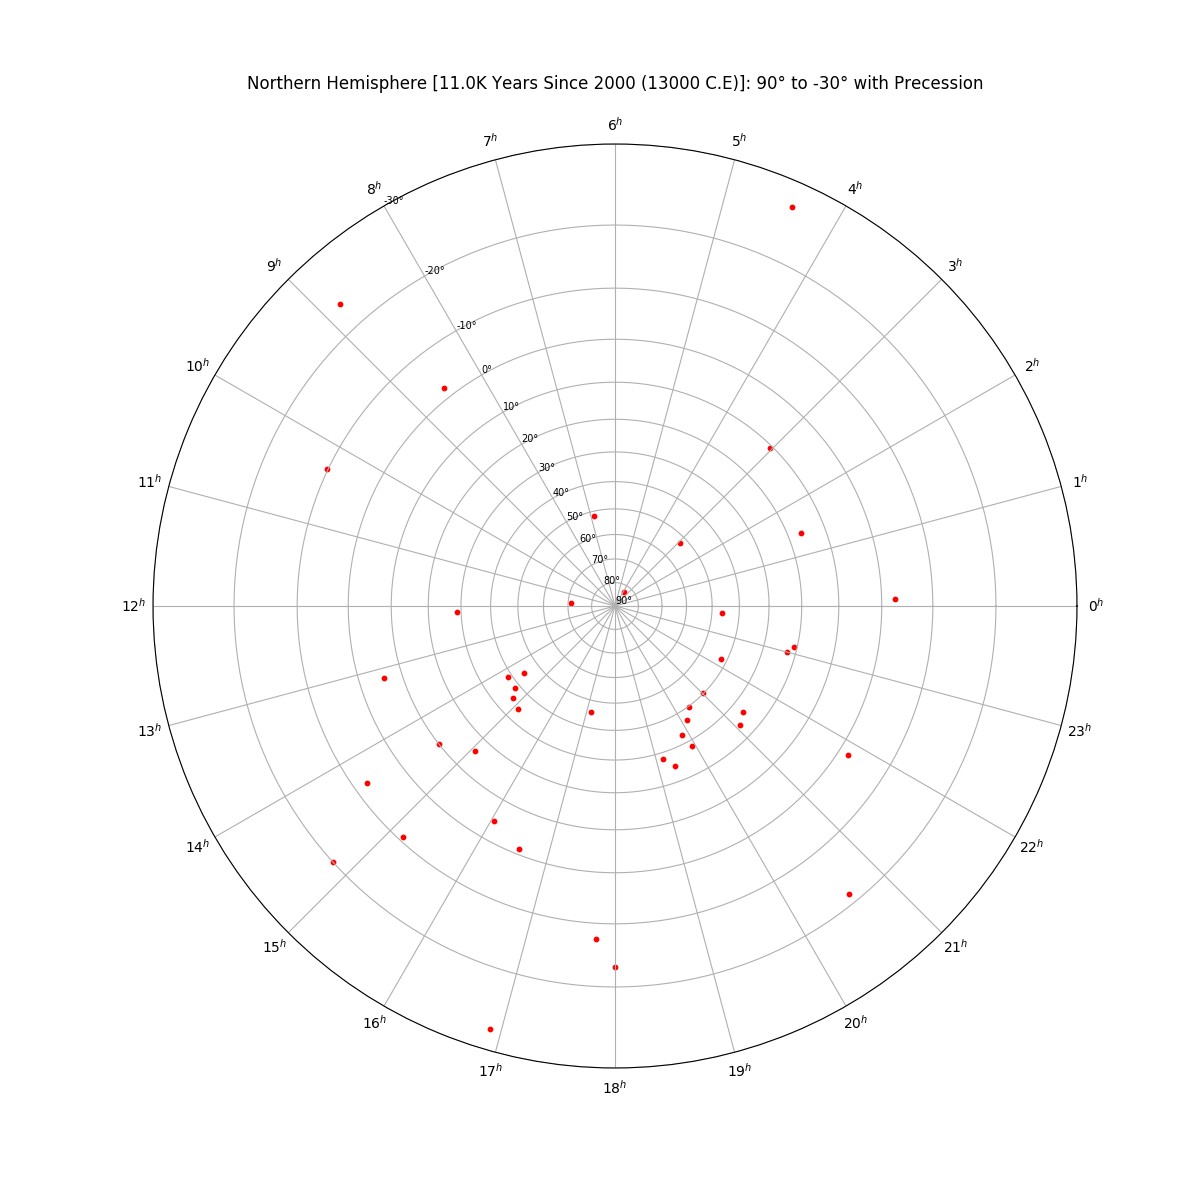 Northern Hemisphere [11.0K Years Since 2000 (13000 C.E)]: 90° to -30° with Precession
6h
7h
5h
8h
4h
-30°
9h
3h
-20°
-10°
10h
2h
0°
10°
20°
30°
11h
1h
40°
50°
60°
70°
80°
90°
12h
0h
13h
23h
14h
22h
15h
21h
16h
20h
17h
19h
18h